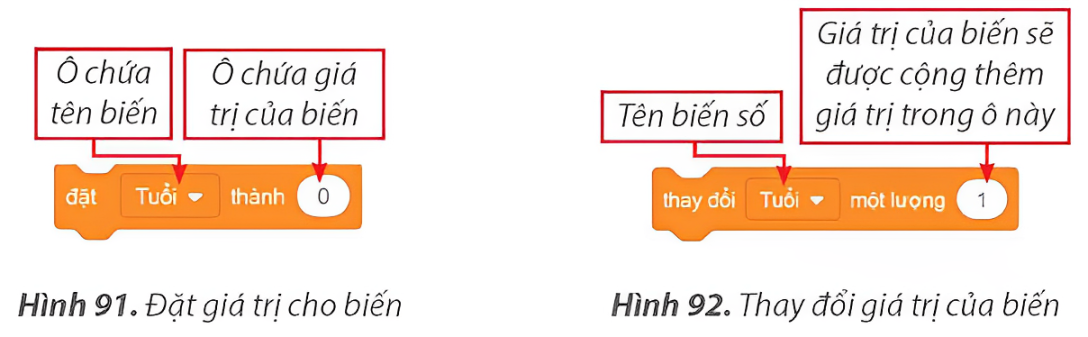 Ô chứa
tên biến
Ô chứa giá
trị của biến
đặt Tuổi thành 0
Hình 91. Đặt giá trị cho biến
Tên biến số
Giá trị của biến sẽ
được cộng thêm
giá trị trong ô này
thay đổi Tuổi một lượng 1
Hình 92. Thay đổi giá trị của biến